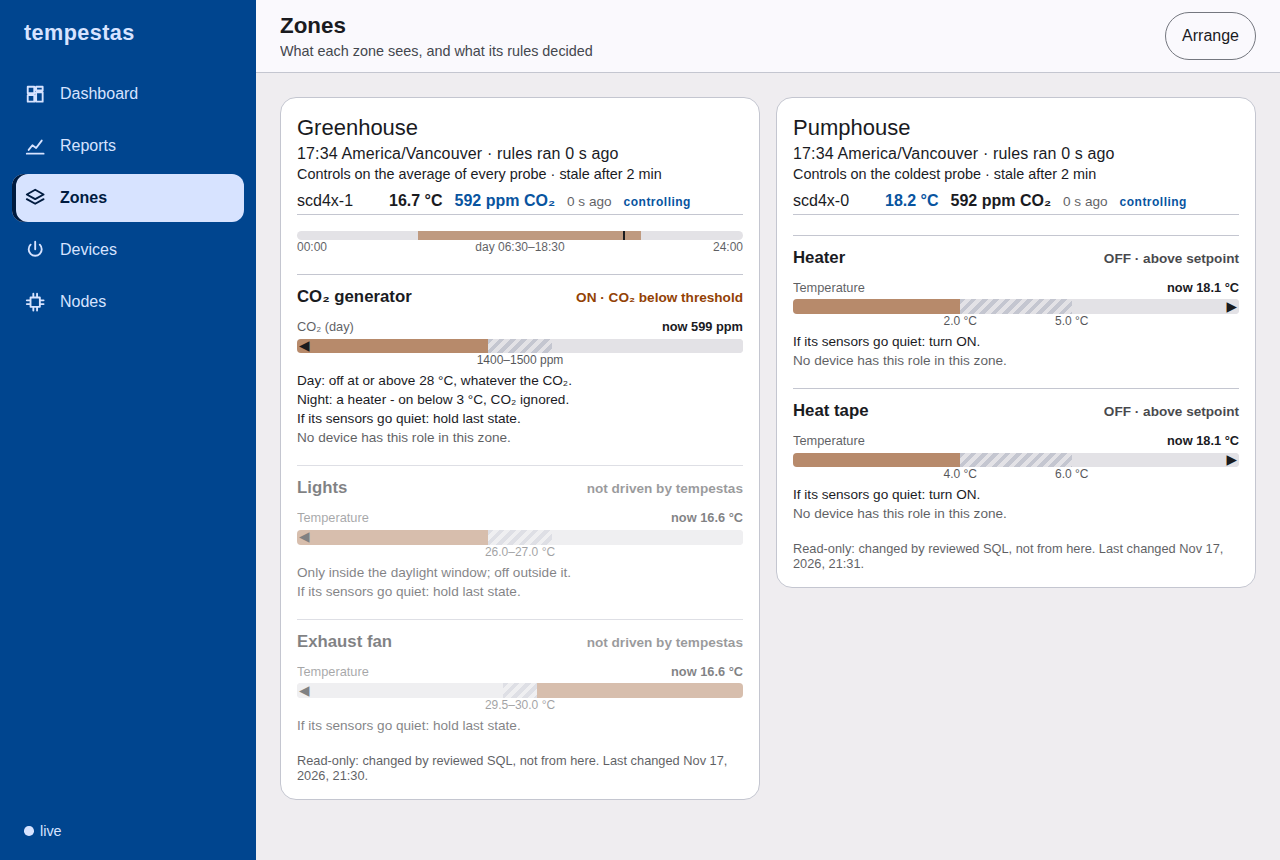 tempestas
Dashboard
Reports
Zones
Devices
Nodes
live
Zones
What each zone sees, and what its rules decided
Arrange
Greenhouse
17:34 America/Vancouver · rules ran 0 s ago
Controls on the average of every probe · stale after 2 min
scd4x-1 16.7 °C 592 ppm CO₂ 0 s ago controlling
00:00 day 06:30–18:30 24:00
CO₂ generator ON · CO₂ below threshold
CO₂ (day) now 599 ppm
1400–1500 ppm
Day: off at or above 28 °C, whatever the CO₂.
Night: a heater - on below 3 °C, CO₂ ignored.
If its sensors go quiet: hold last state.
No device has this role in this zone.
Lights not driven by tempestas
Temperature now 16.6 °C
26.0–27.0 °C
Only inside the daylight window; off outside it.
If its sensors go quiet: hold last state.
Exhaust fan not driven by tempestas
Temperature now 16.6 °C
29.5–30.0 °C
If its sensors go quiet: hold last state.
Read-only: changed by reviewed SQL, not from here. Last changed Nov 17,
2026, 21:30.
Pumphouse
17:34 America/Vancouver · rules ran 0 s ago
Controls on the coldest probe · stale after 2 min
scd4x-0 18.2 °C 592 ppm CO₂ 0 s ago controlling
Heater OFF · above setpoint
Temperature now 18.1 °C
2.0 °C 5.0 °C
If its sensors go quiet: turn ON.
No device has this role in this zone.
Heat tape OFF · above setpoint
Temperature now 18.1 °C
4.0 °C 6.0 °C
If its sensors go quiet: turn ON.
No device has this role in this zone.
Read-only: changed by reviewed SQL, not from here. Last changed Nov 17,
2026, 21:31.